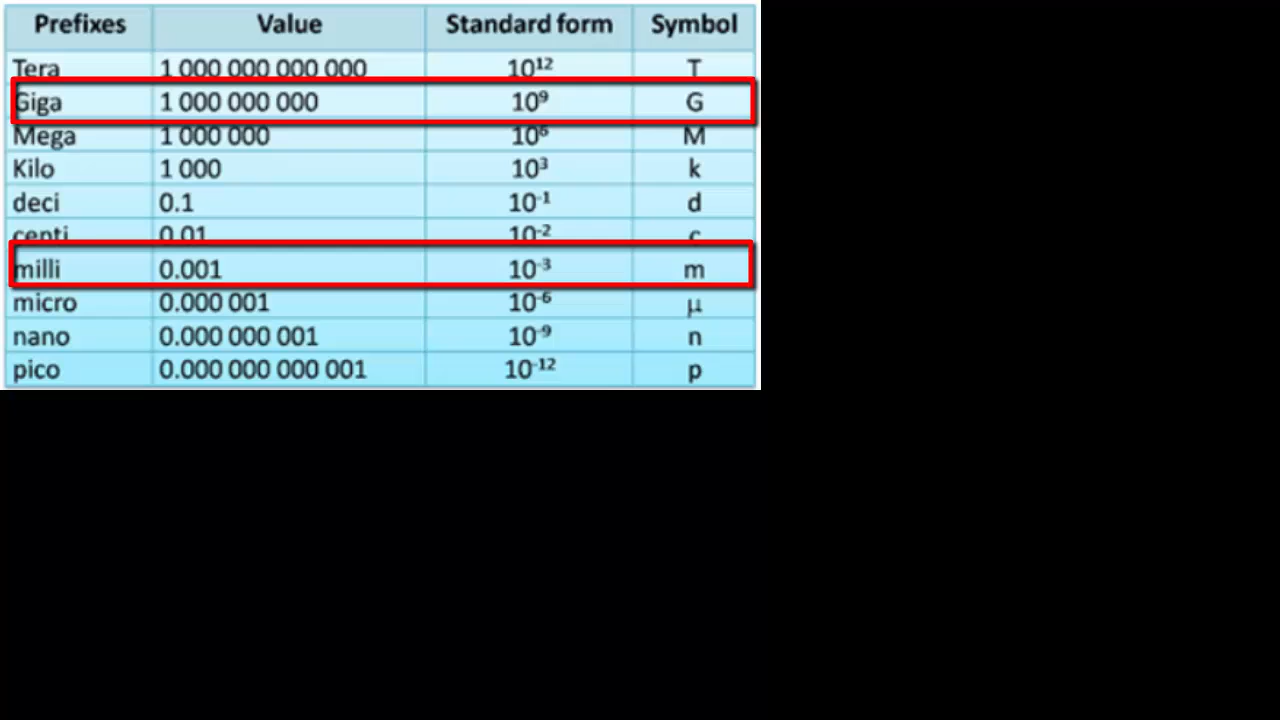 Prefixes Value Standard form Symbol
Tera 1 000 000 000 000 10¹² T
Giga 1 000 000 000 10⁹ G
Mega 1 000 000 10⁶ M
Kilo 1 000 10³ k
deci 0.1 10⁻¹ d
centi 0.01 10⁻² c
milli 0.001 10⁻³ m
micro 0.000 001 10⁻⁶ μ
nano 0.000 000 001 10⁻⁹ n
pico 0.000 000 000 001 10⁻¹² p